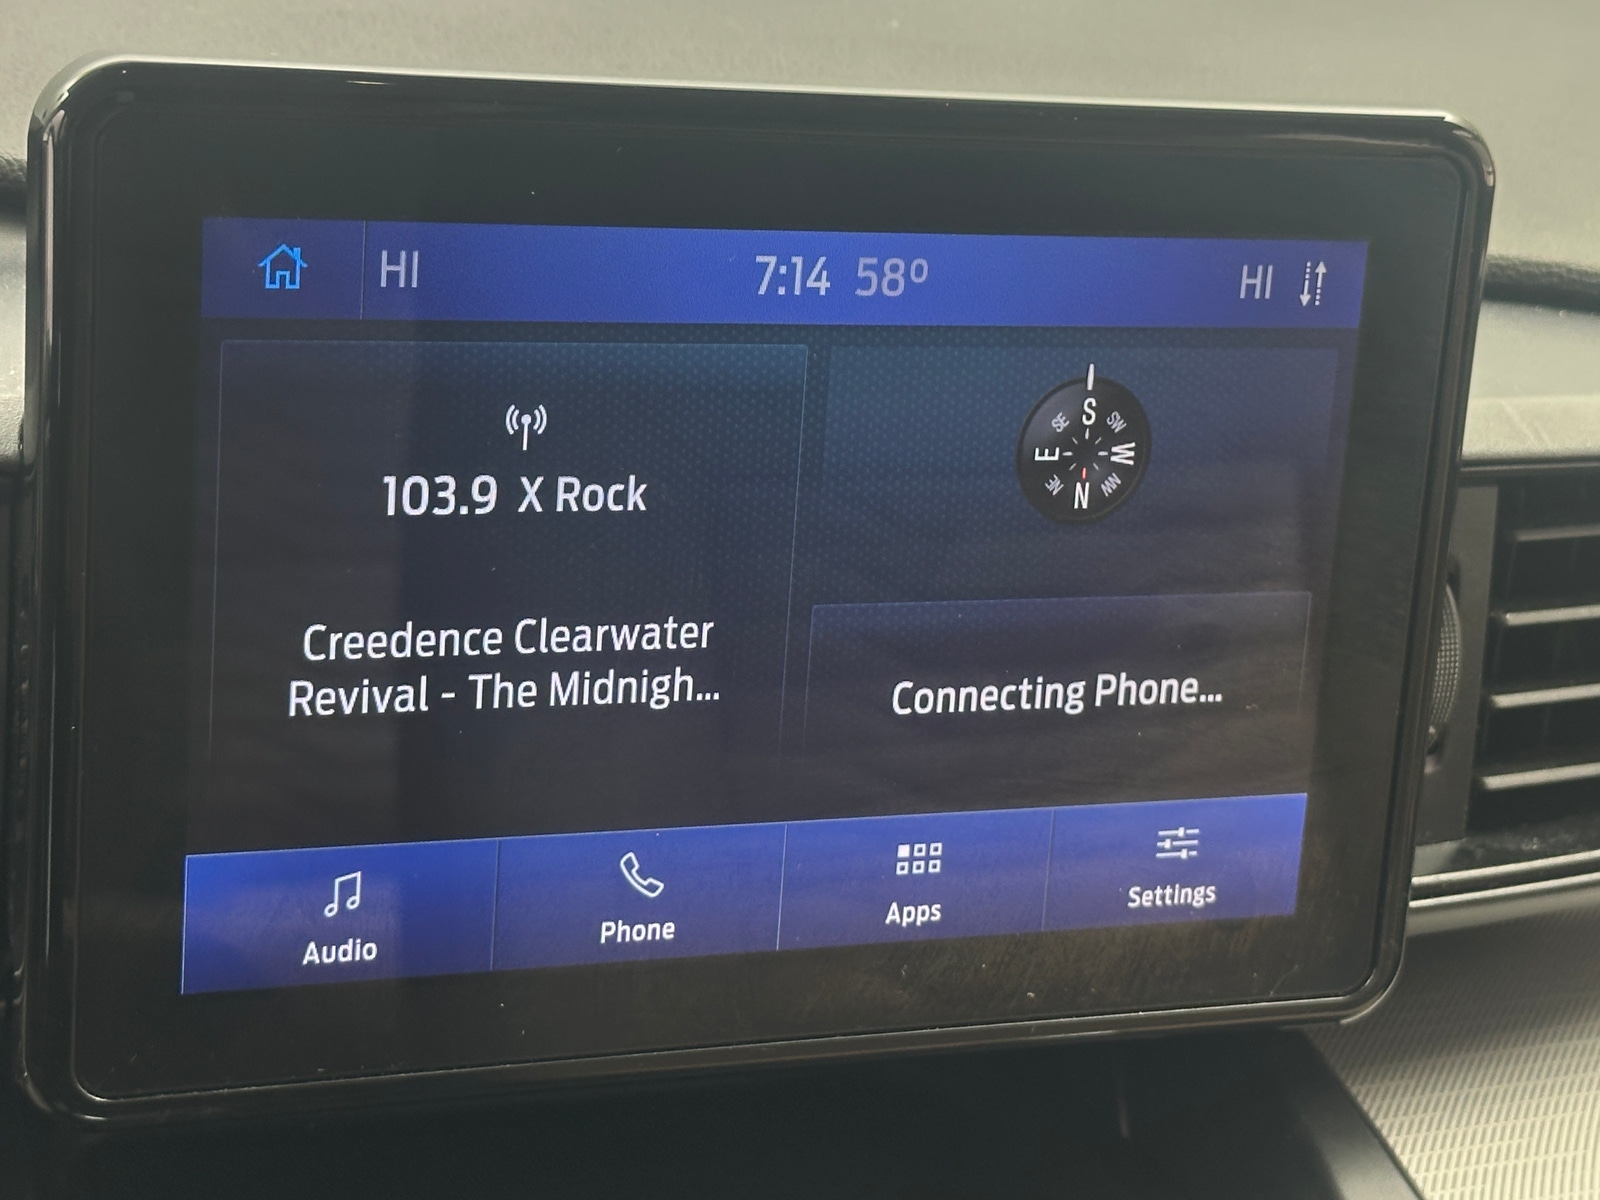 HI 7:14 58° HI
103.9 X Rock
Creedence Clearwater
Revival - The Midnigh...
S
SE SW
E W
NE NW
N
Connecting Phone...
Audio Phone Apps Settings